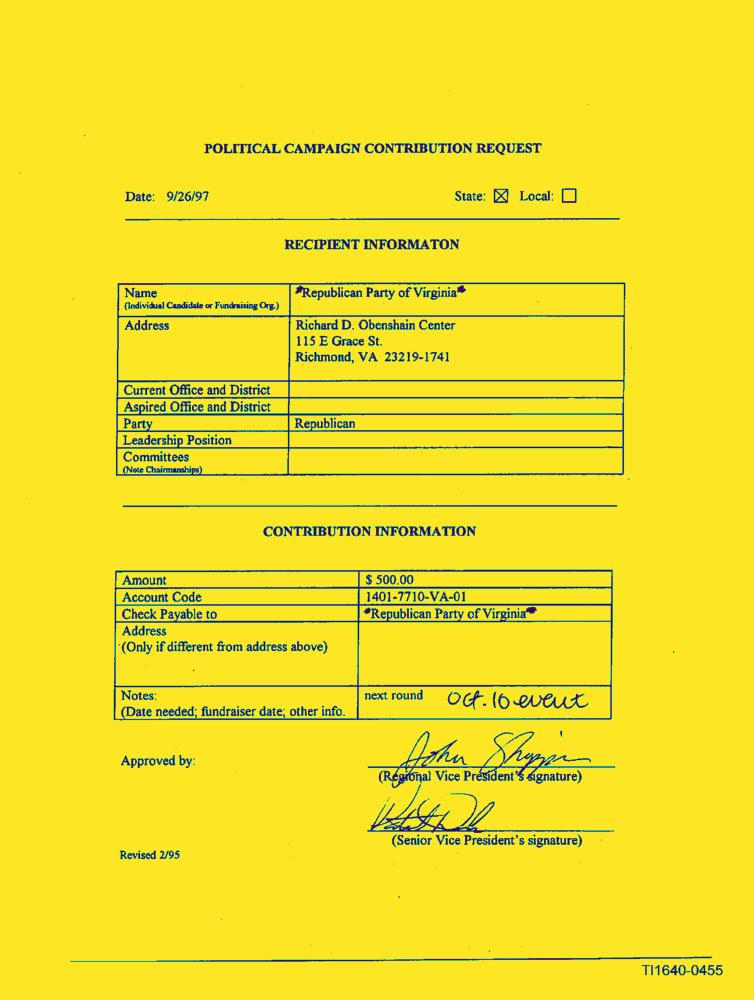 POLITICAL CAMPAIGN CONTRIBUTION REQUEST
Date: 9/26/97 State: ☒ Local: ☐
RECIPIENT INFORMATON
Name *Republican Party of Virginia*
(Individual Candidate or Fundraising Org.)
Address Richard D. Obenshain Center
115 E Grace St.
Richmond, VA 23219-1741
Current Office and District
Aspired Office and District
Party Republican
Leadership Position
Committees
(Note Chairmanships)
CONTRIBUTION INFORMATION
Amount $ 500.00
Account Code 1401-7710-VA-01
Check Payable to *Republican Party of Virginia*
Address
(Only if different from address above)
Notes: next round Oct. 16 event
(Date needed; fundraiser date; other info.
Approved by: John
(Regional Vice President's signature)
(Senior Vice President's signature)
Revised 2/95
TI1640-0455